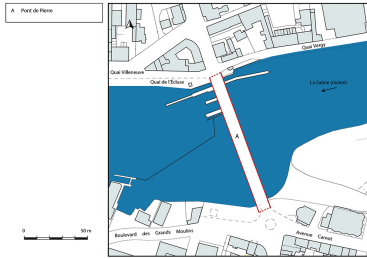 A Pont de Pierre
A
Quai Vergy
Quai Villeneuve
Quai de l'Écluse
La Saône (rivière)
A
Boulevard des Grands Moulins
Avenue Carnot
0 50 m